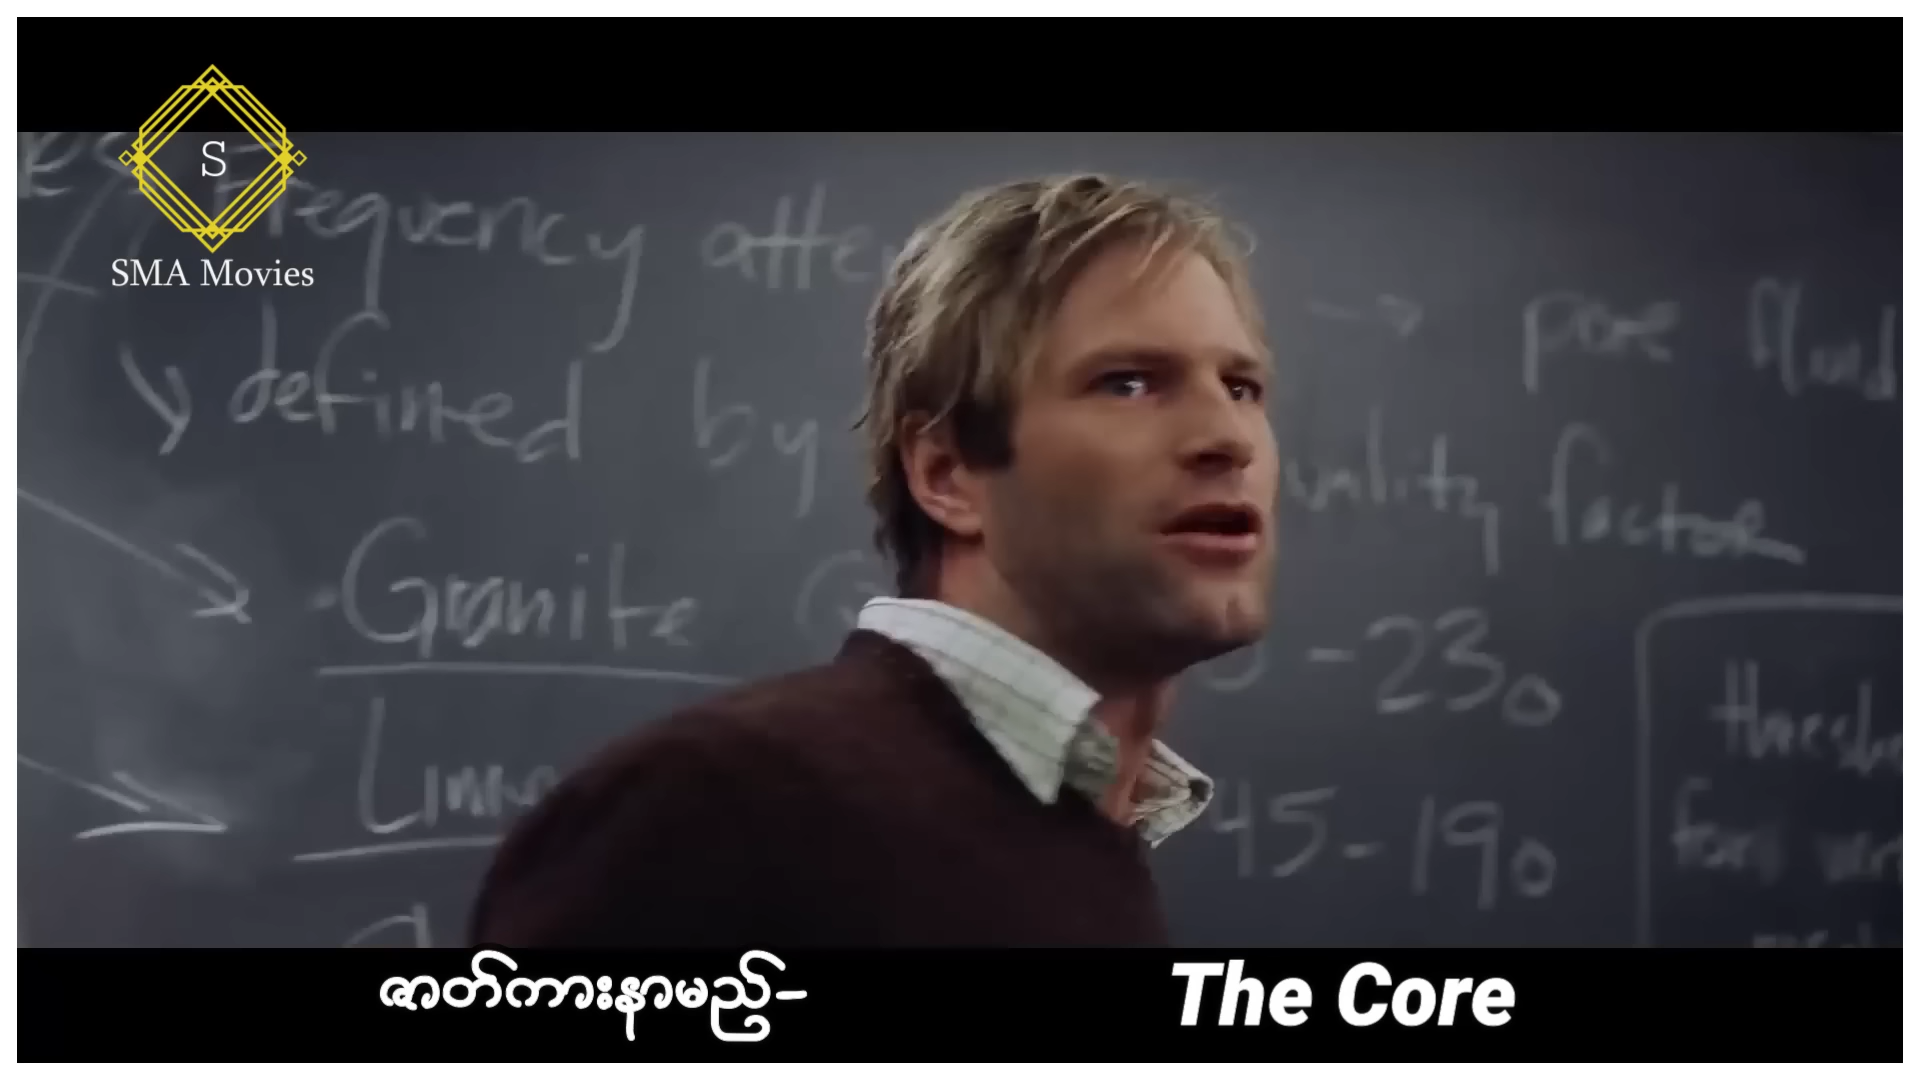 S
SMA Movies
Frequency
defined by
pore fluid
quality factor
Granite
-230
45-190
ဇာတ်ကားနာမည်-
The Core